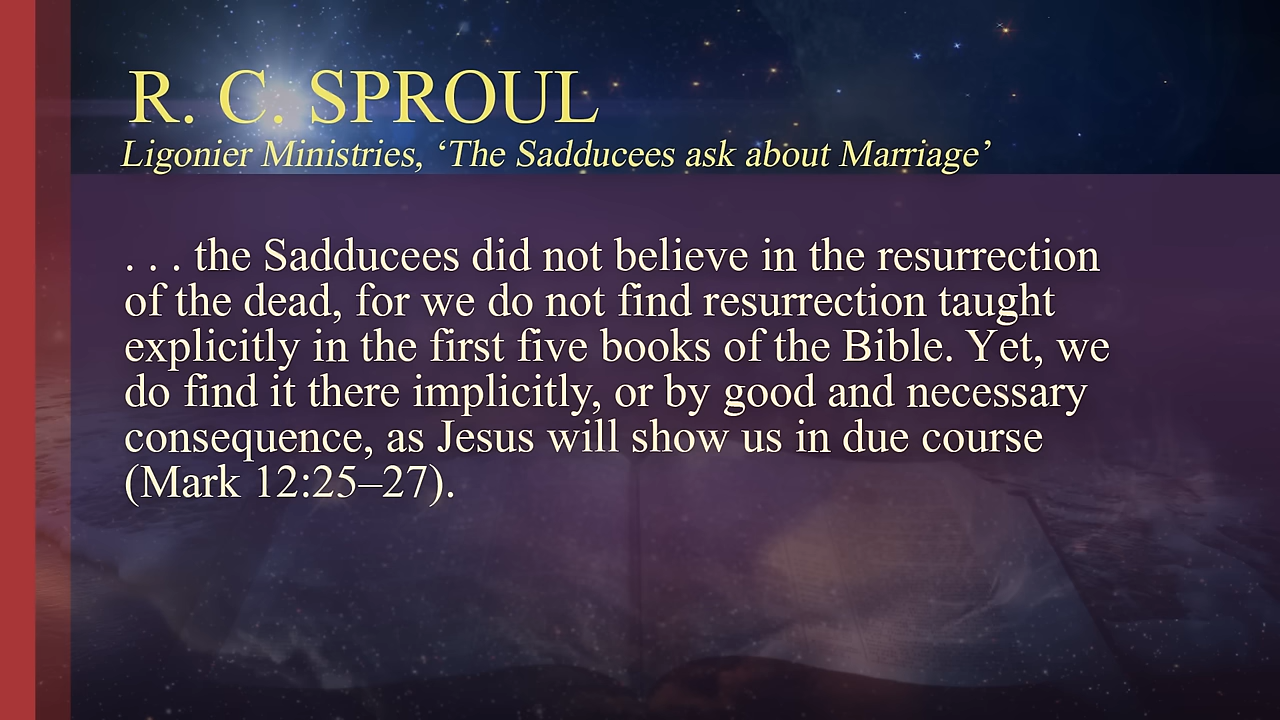 R. C. SPROUL
Ligonier Ministries, ‘The Sadducees ask about Marriage’
. . . the Sadducees did not believe in the resurrection
of the dead, for we do not find resurrection taught
explicitly in the first five books of the Bible. Yet, we
do find it there implicitly, or by good and necessary
consequence, as Jesus will show us in due course
(Mark 12:25–27).